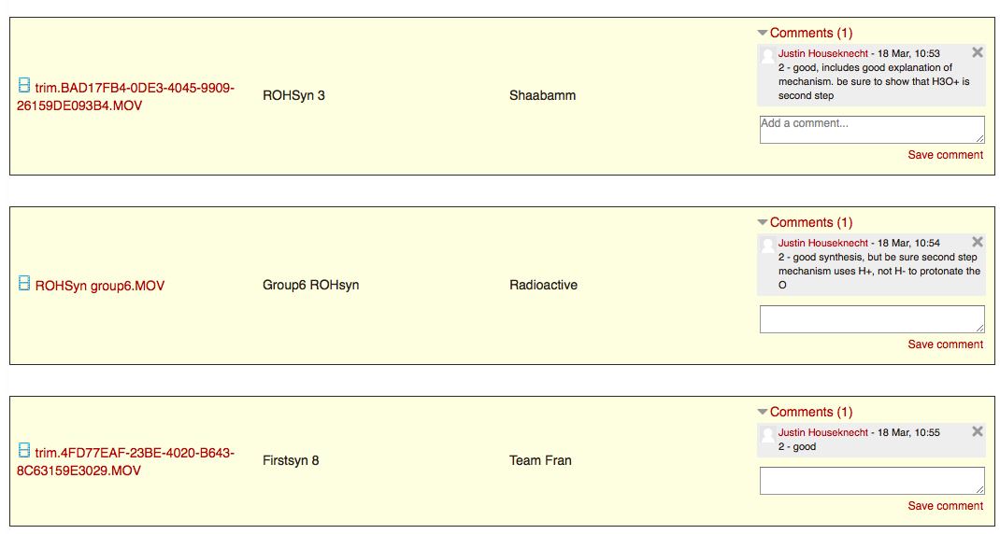 Comments (1)
Justin Houseknecht - 18 Mar, 10:53
2 - good, includes good explanation of
mechanism. be sure to show that H3O+ is
second step
trim.BAD17FB4-0DE3-4045-9909-
26159DE093B4.MOV
ROHSyn 3
Shaabamm
Add a comment...
Save comment
Comments (1)
Justin Houseknecht - 18 Mar, 10:54
2 - good synthesis, but be sure second step
mechanism uses H+, not H- to protonate the
O
ROHSyn group6.MOV
Group6 ROHsyn
Radioactive
Save comment
Comments (1)
Justin Houseknecht - 18 Mar, 10:55
2 - good
trim.4FD77EAF-23BE-4020-B643-
8C63159E3029.MOV
Firstsyn 8
Team Fran
Save comment